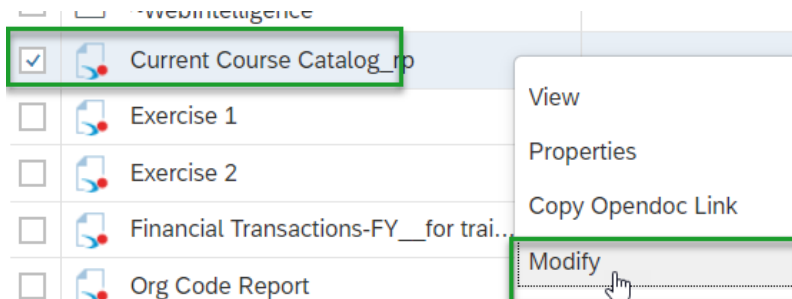 ~WebIntelligence
Current Course Catalog_rp
Exercise 1
Exercise 2
Financial Transactions-FY__for trai...
Org Code Report
View
Properties
Copy Opendoc Link
Modify